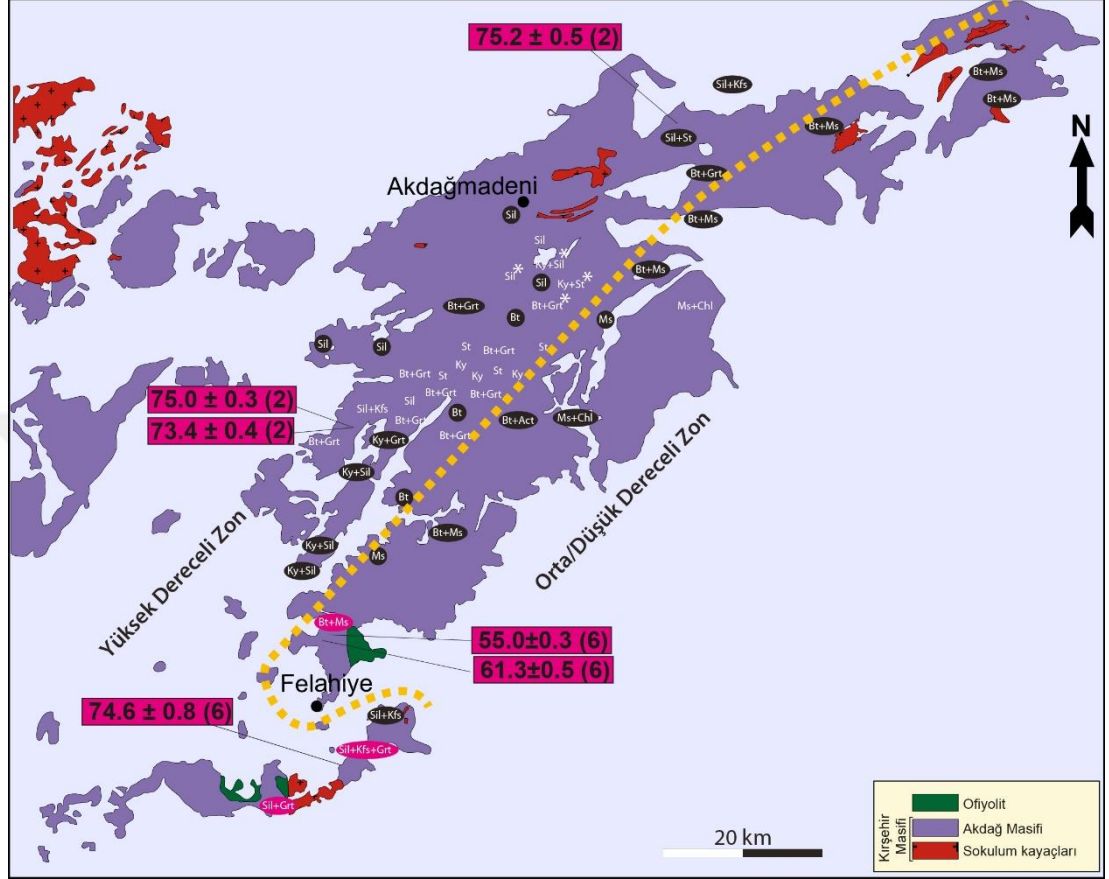 75.2 ± 0.5 (2)
Sil+Kfs
Bt+Ms
Bt+Ms
Bt+Ms
Sil+St
N
Bt+Grt
Akdağmadeni
Sil
Bt+Ms
Sil
Ky+Sil
*
Sil
*
Sil
Ky+St
*
Bt+Ms
Bt+Grt
Bt+Grt
*
Ms+Chl
Bt
Ms
Sil
Sil
St
Bt+Grt
St
Ky
Bt+Grt
St
Ky
St
Ky
75.0 ± 0.3 (2)
Bt+Grt
Bt+Grt
Sil+Kfs
Sil
Bt
Bt+Grt
Bt+Act
Ms+Chl
73.4 ± 0.4 (2)
Bt+Grt
Ky+Grt
Bt+Grt
Ky+Sil
Bt
Bt+Ms
Ky+Sil
Ms
Ky+Sil
Yüksek Dereceli Zon
Orta/Düşük Dereceli Zon
Bt+Ms
55.0±0.3 (6)
61.3±0.5 (6)
Felahiye
74.6 ± 0.8 (6)
Sil+Kfs
Sil+Kfs+Grt
Sil+Grt
20 km
Kırşehir
Masifi
Ofiyolit
Akdağ Masifi
Sokulum kayaçları